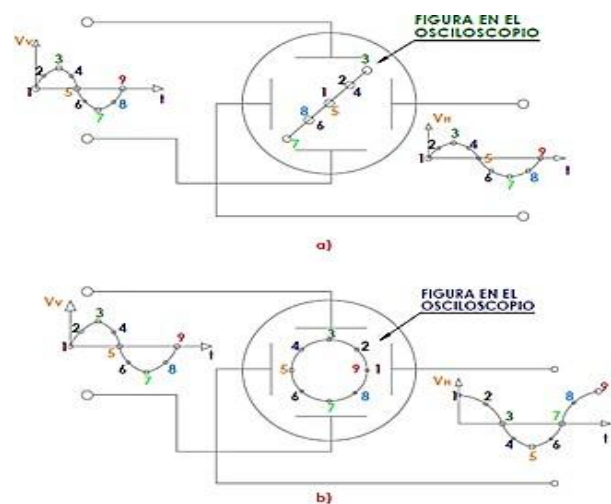 FIGURA EN EL
OSCILOSCOPIO
Vv
1 2 3 4 5 6 7 8 9
t
3
2
1 4
8 5
6
7
VH
1 2 3 4 5 6 7 8 9
t
a)
FIGURA EN EL
OSCILOSCOPIO
Vv
1 2 3 4 5 6 7 8 9
t
3
4 2
5 9 1
6 8
7
VH
1 2 3 4 5 6 7 8 9
t
b)